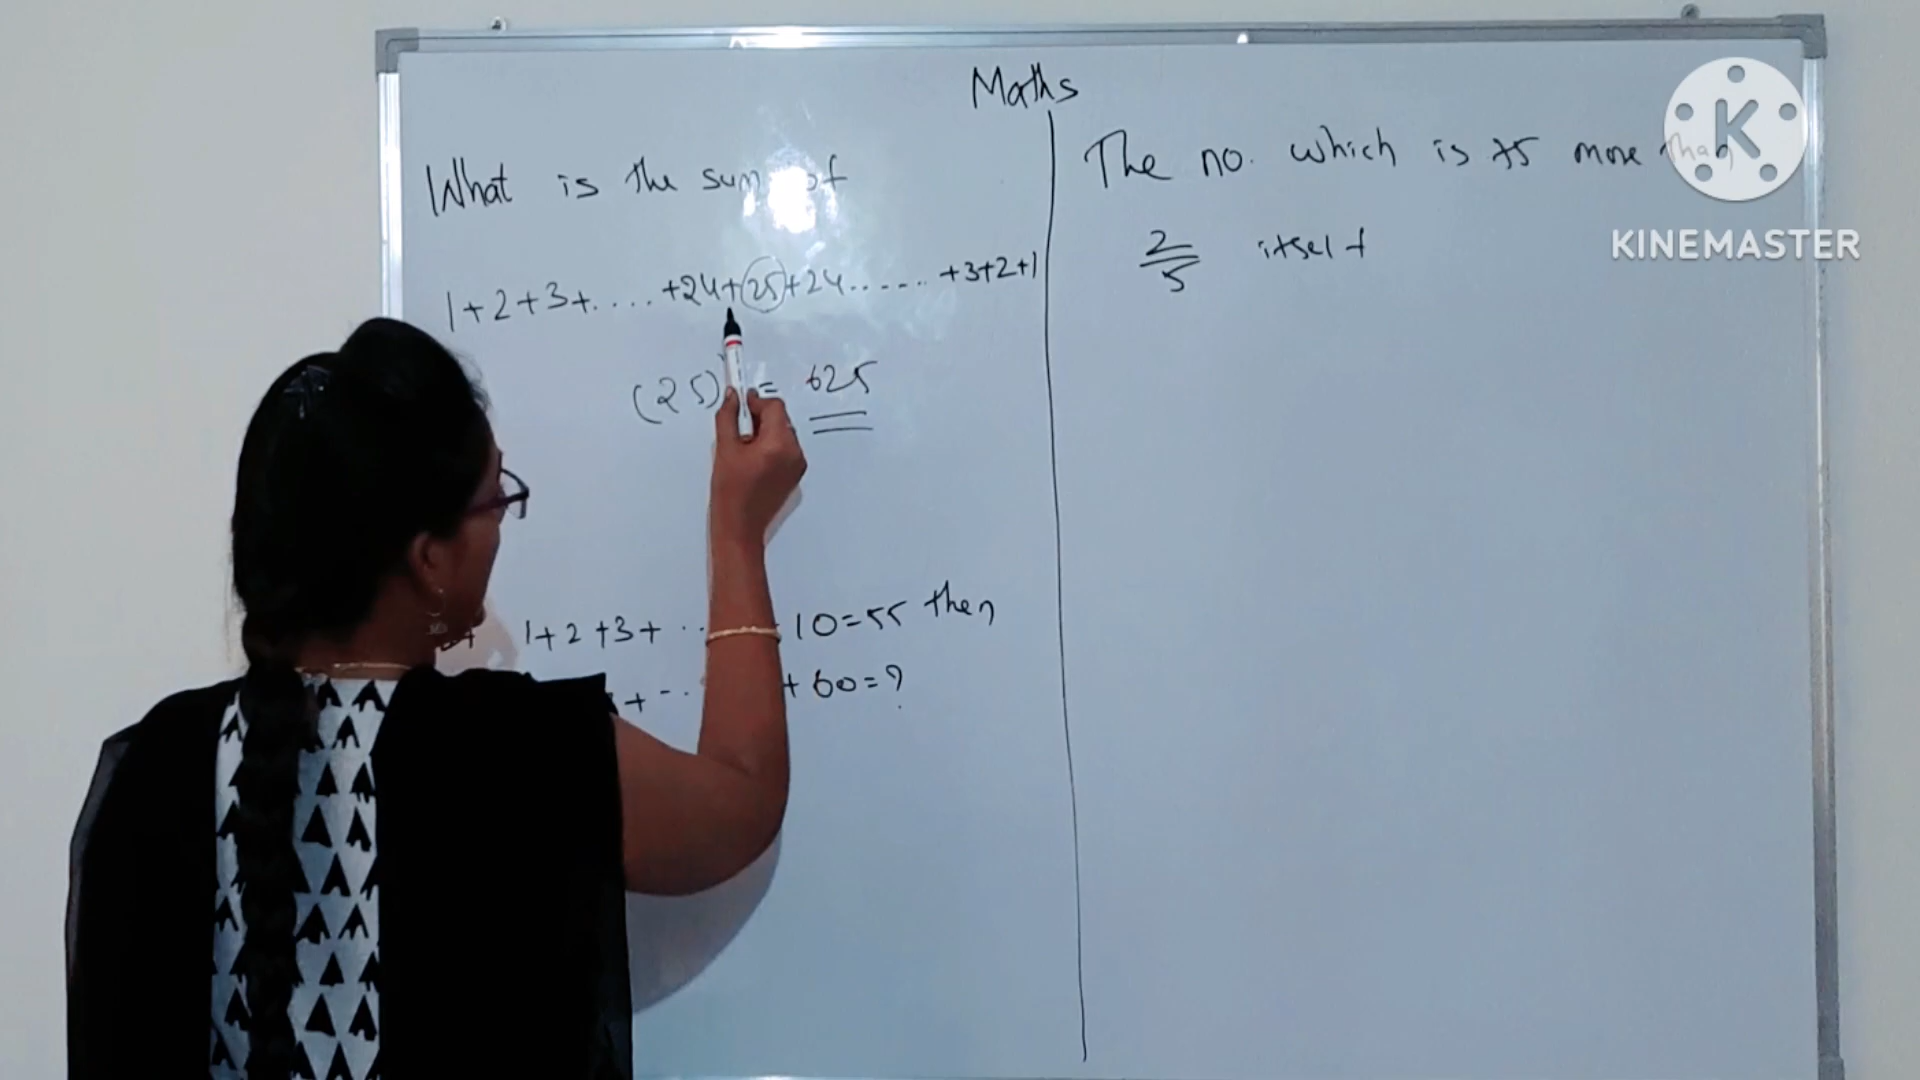 Maths
What is the sum of
1+2+3+.....+24+25+24......+3+2+1
(25) = 625
1+2+3+ .. 10=55 then
+ -.. + 60=?
The no. which is 75 more than
2/5 itself
K
KINEMASTER